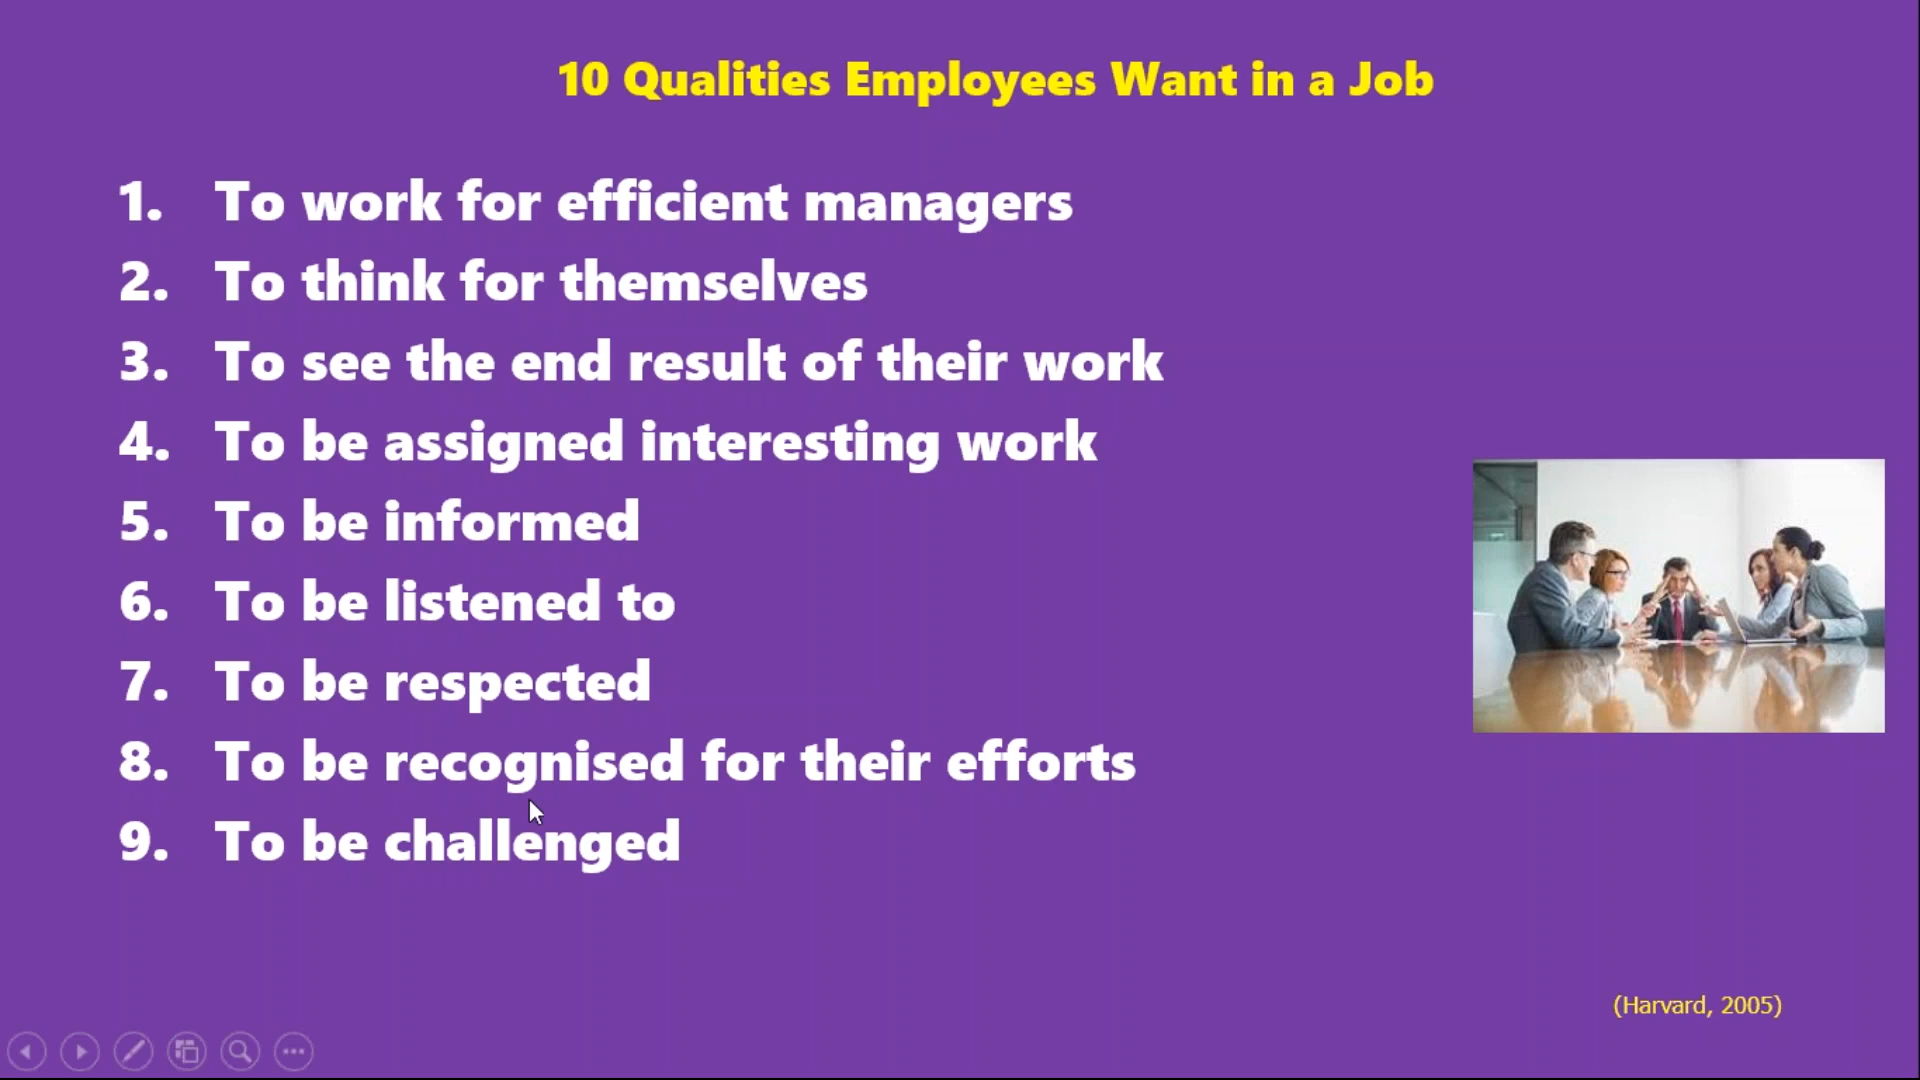 10 Qualities Employees Want in a Job
1. To work for efficient managers
2. To think for themselves
3. To see the end result of their work
4. To be assigned interesting work
5. To be informed
6. To be listened to
7. To be respected
8. To be recognised for their efforts
9. To be challenged
(Harvard, 2005)